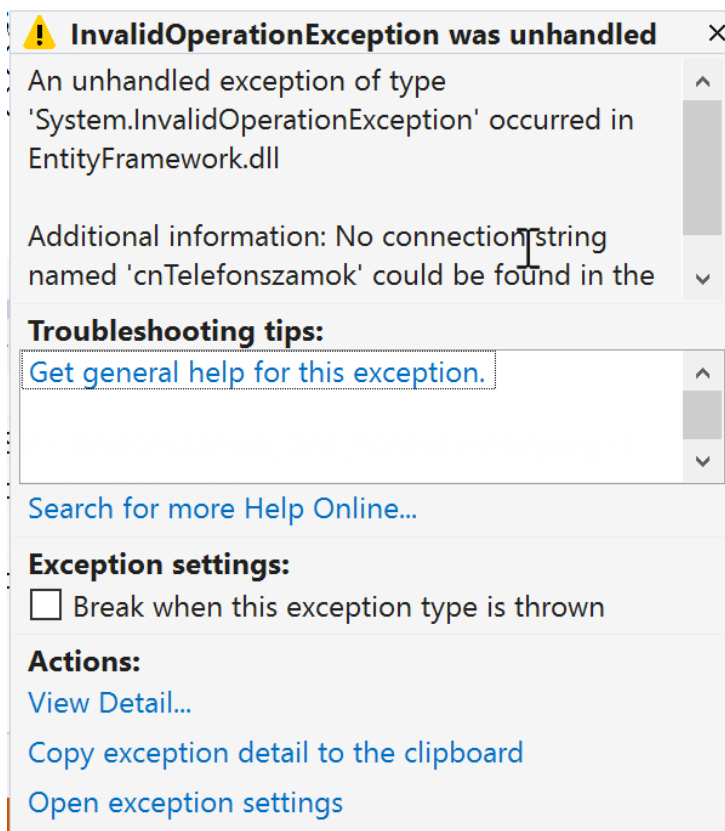 InvalidOperationException was unhandled
An unhandled exception of type
'System.InvalidOperationException' occurred in
EntityFramework.dll
Additional information: No connection string
named 'cnTelefonszamok' could be found in the
Troubleshooting tips:
Get general help for this exception.
Search for more Help Online...
Exception settings:
Break when this exception type is thrown
Actions:
View Detail...
Copy exception detail to the clipboard
Open exception settings